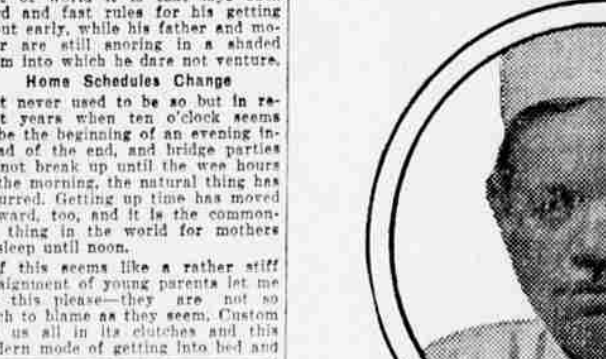 rd and fast rules for his getting
ut early, while his father and mo-
r are still snoring in a shaded
m into which he dare not venture.
Home Schedules Change
t never used to be so but in re-
t years when ten o'clock seems
be the beginning of an evening in-
ad of the end, and bridge parties
not break up until the wee hours
the morning, the natural thing has
urred. Getting up time has moved
ward, too, and it is the common-
thing in the world for mothers
sleep until noon.
f this seems like a rather stiff
signment of young parents let me
this please—they are not so
ch to blame as they seem. Custom
us all in its clutches and this
dern mode of getting into bed and